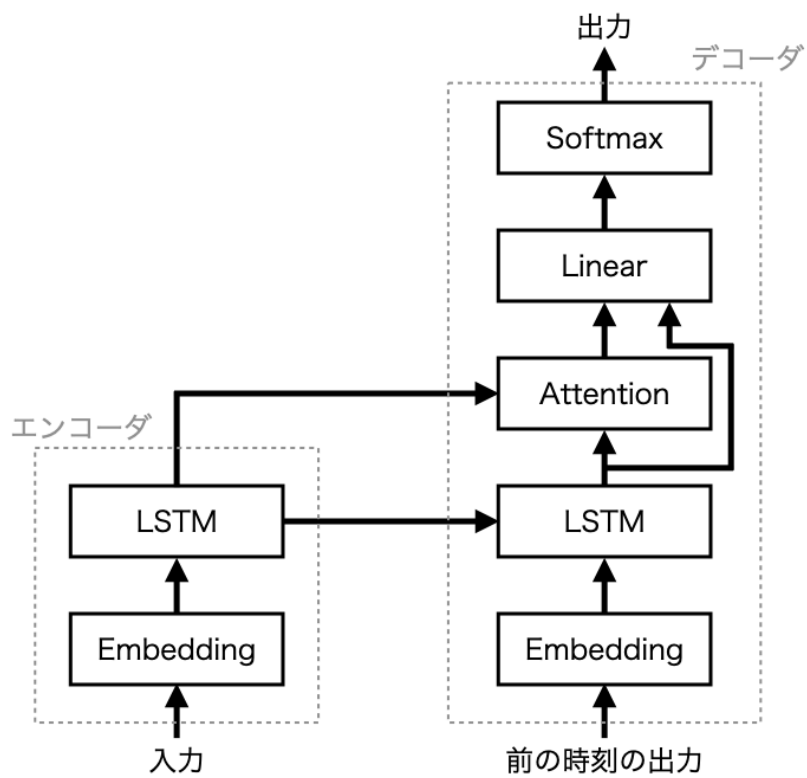 出力
デコーダ
Softmax
Linear
Attention
エンコーダ
LSTM
LSTM
Embedding
Embedding
入力
前の時刻の出力